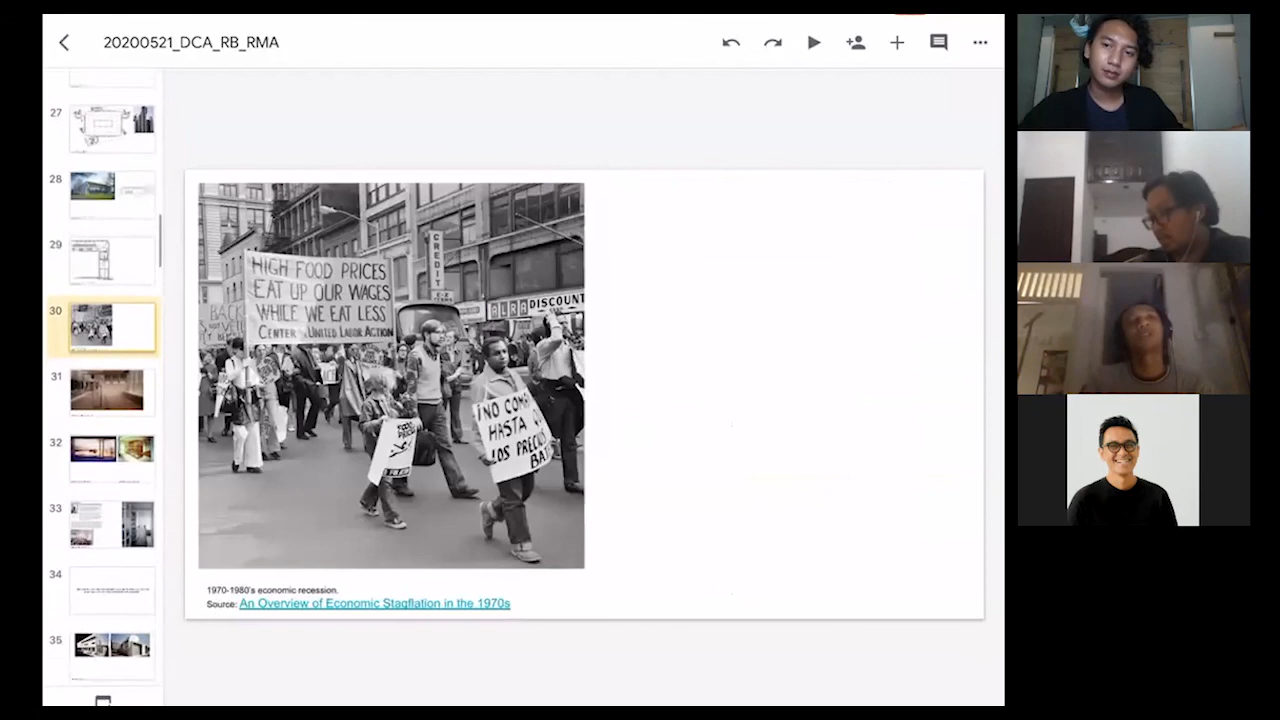 20200521_DCA_RB_RMA
27
28
29
30
31
32
33
34
35
HIGH FOOD PRICES
EAT UP OUR WAGES
WHILE WE EAT LESS
CENTER UNITED LABOR ACTION
CREDIT
DISCOUNT
BACK
FOOD
¡NO
HASTA
LOS PRECIOS
1970-1980's economic recession.
Source: An Overview of Economic Stagflation in the 1970s